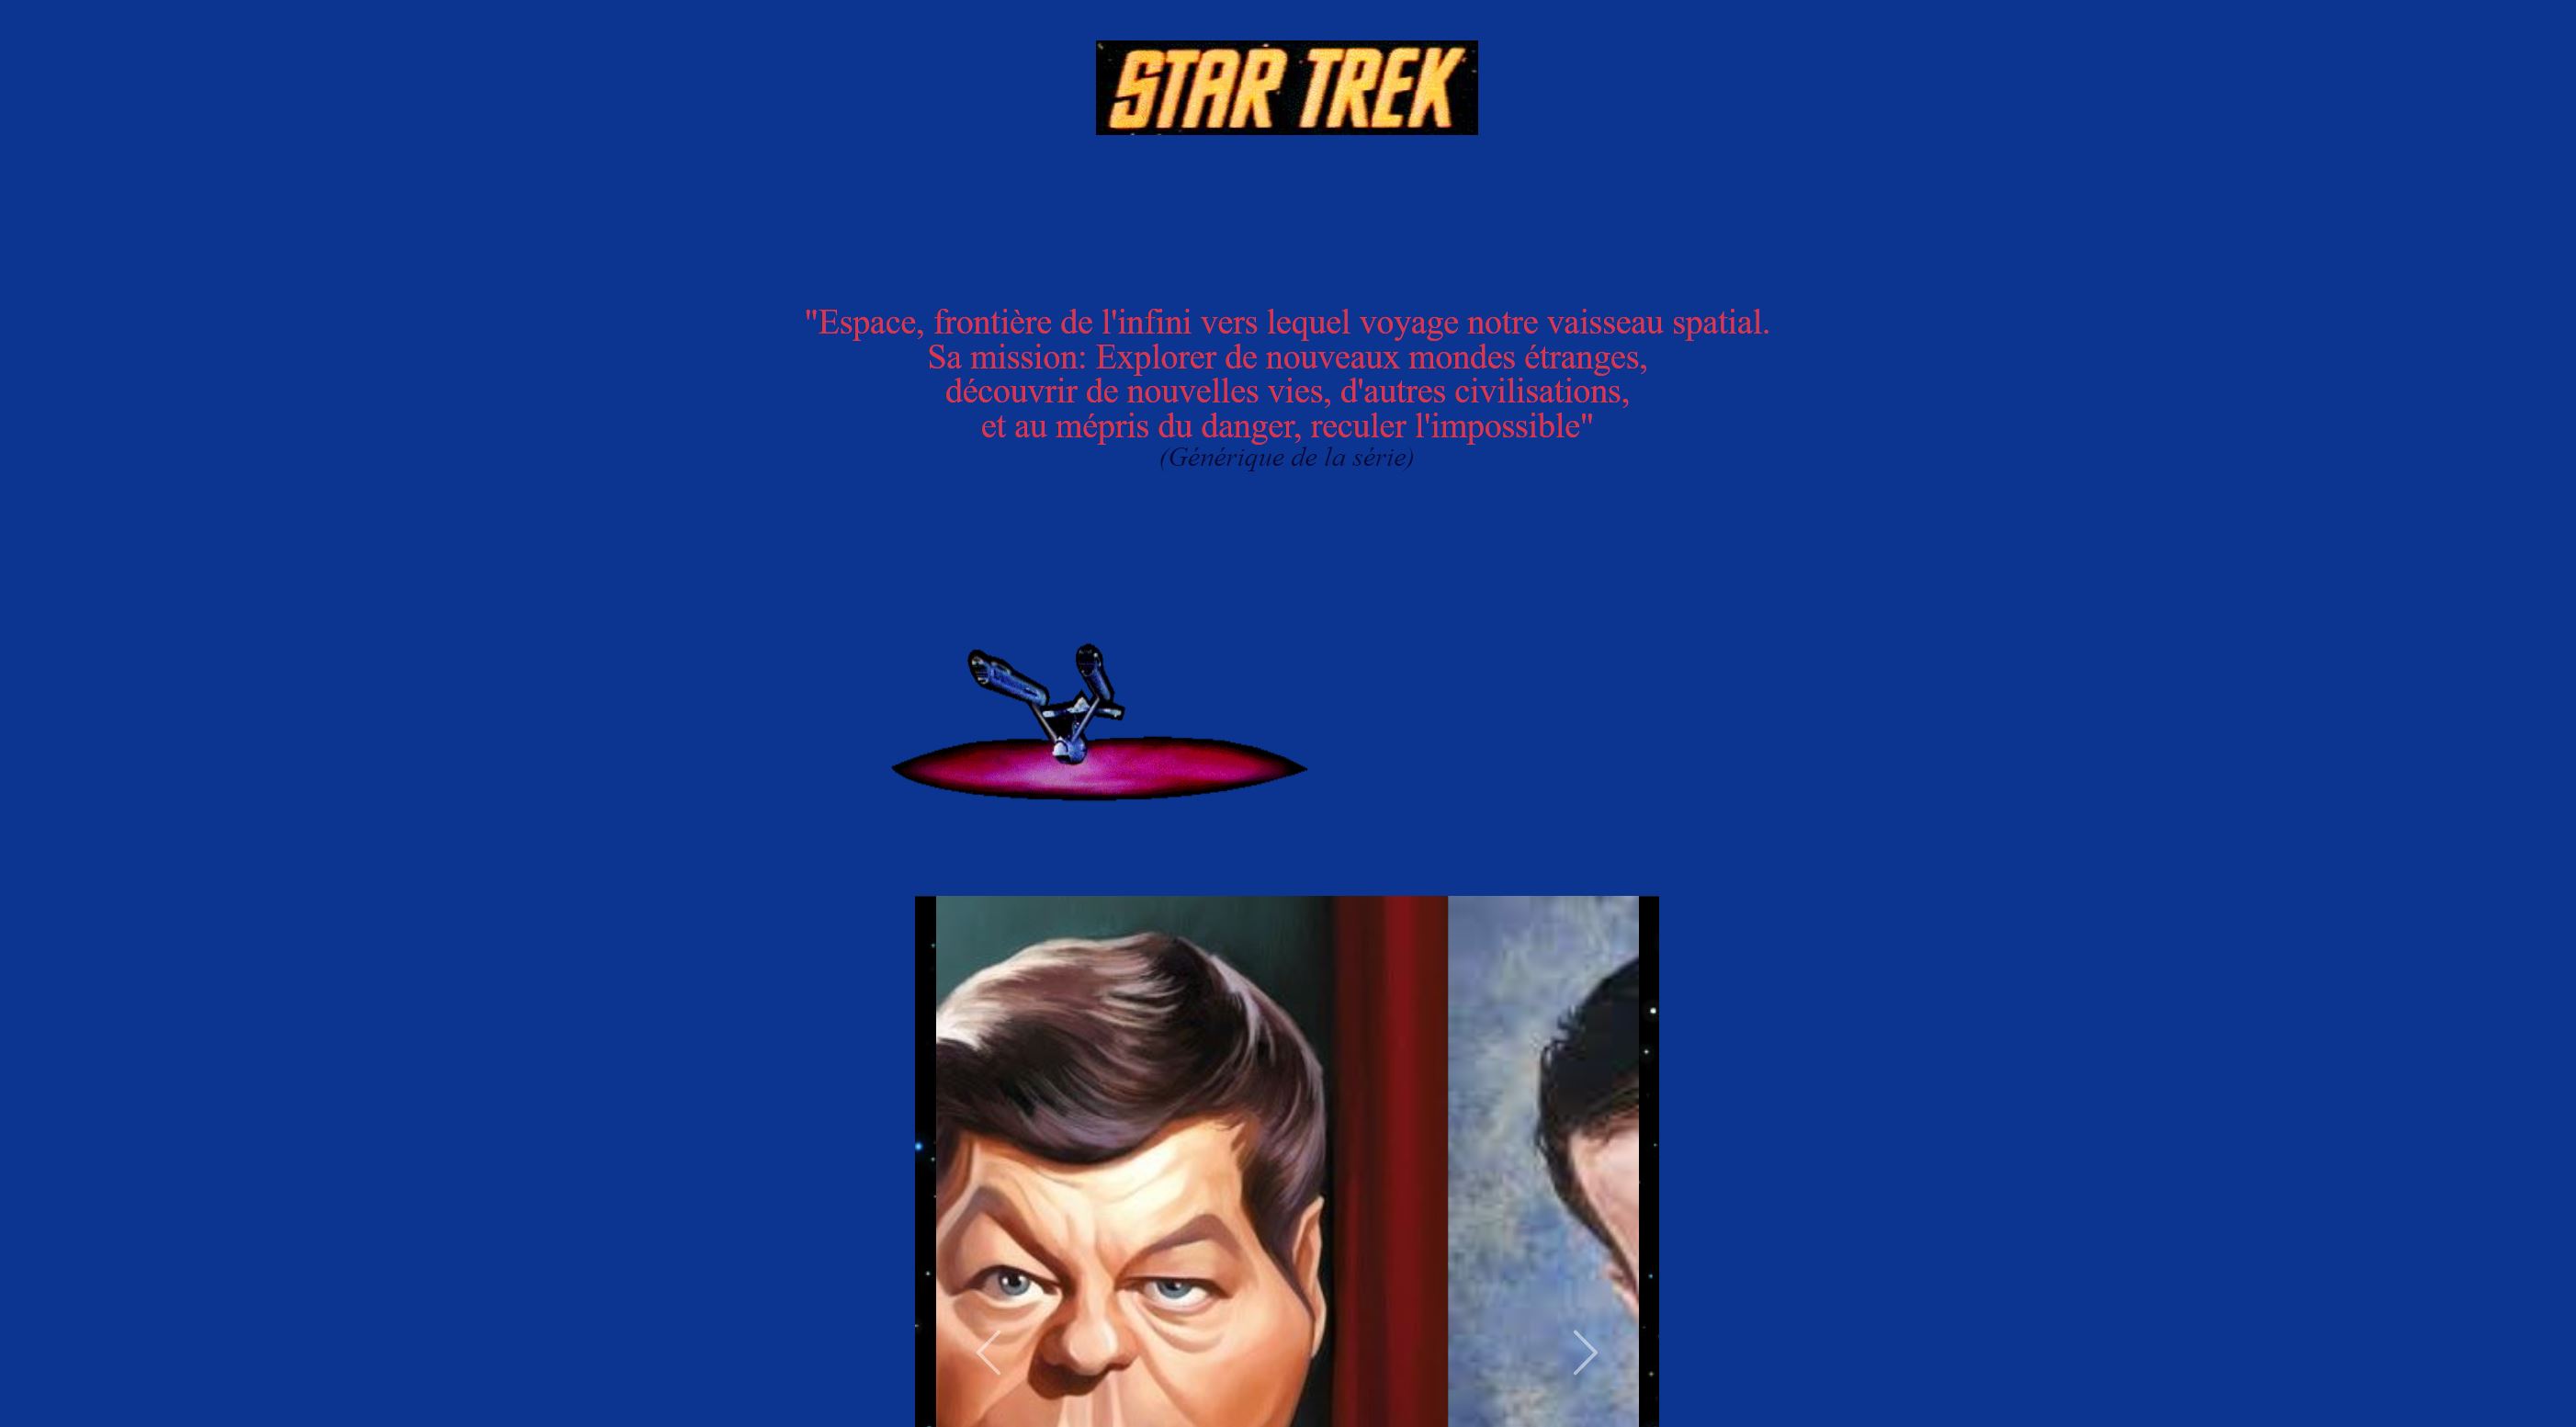 STAR TREK
"Espace, frontière de l'infini vers lequel voyage notre vaisseau spatial.
Sa mission: Explorer de nouveaux mondes étranges,
découvrir de nouvelles vies, d'autres civilisations,
et au mépris du danger, reculer l'impossible"
(Générique de la série)